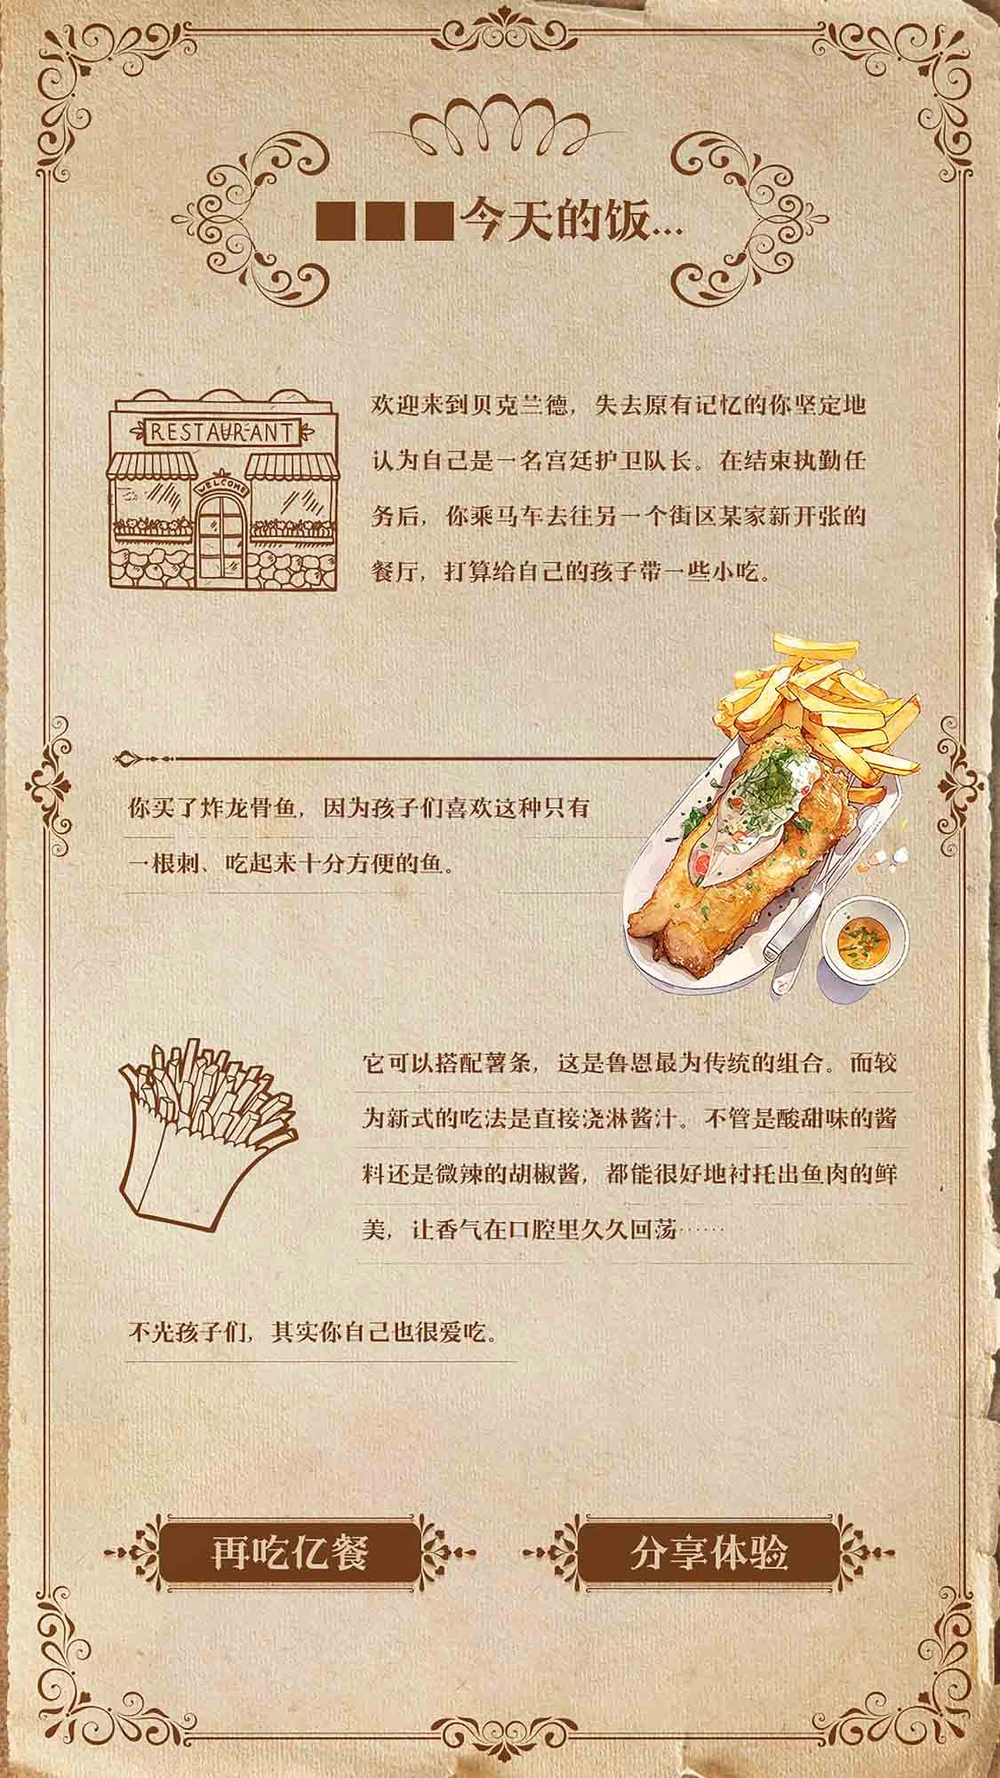 ■■■今天的饭...
RESTAURANT
WELCOME
欢迎来到贝克兰德，失去原有记忆的你坚定地
认为自己是一名宫廷护卫队长。在结束执勤任
务后，你乘马车去往另一个街区某家新开张的
餐厅，打算给自己的孩子带一些小吃。
你买了炸龙骨鱼，因为孩子们喜欢这种只有
一根刺、吃起来十分方便的鱼。
它可以搭配薯条，这是鲁恩最为传统的组合。而较
为新式的吃法是直接浇淋酱汁。不管是酸甜味的酱
料还是微辣的胡椒酱，都能很好地衬托出鱼肉的鲜
美，让香气在口腔里久久回荡……
不光孩子们，其实你自己也很爱吃。
再吃亿餐
分享体验